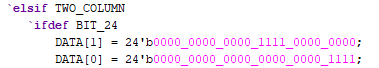 `elsif TWO_COLUMN
`ifdef BIT_24
DATA[1] = 24'b0000_0000_0000_1111_0000_0000;
DATA[0] = 24'b0000_0000_0000_0000_0000_1111;